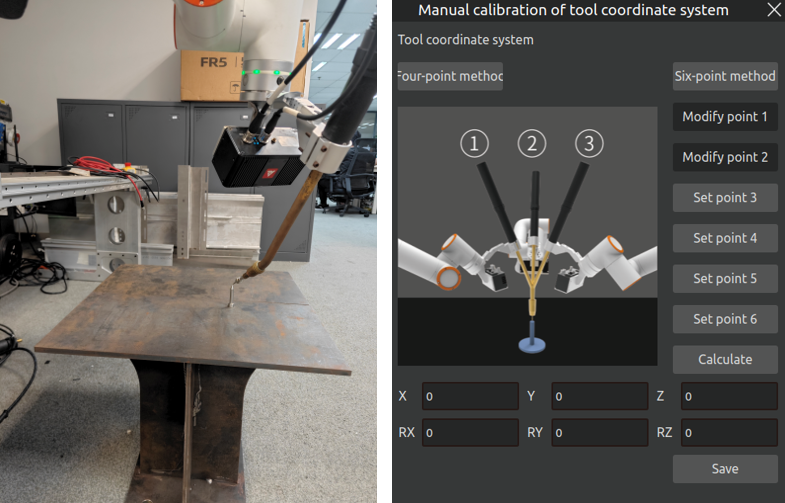 FR5
Manual calibration of tool coordinate system
Tool coordinate system
Four-point method
Six-point method
① ② ③
Modify point 1
Modify point 2
Set point 3
Set point 4
Set point 5
Set point 6
Calculate
X 0 Y 0 Z 0
RX 0 RY 0 RZ 0
Save